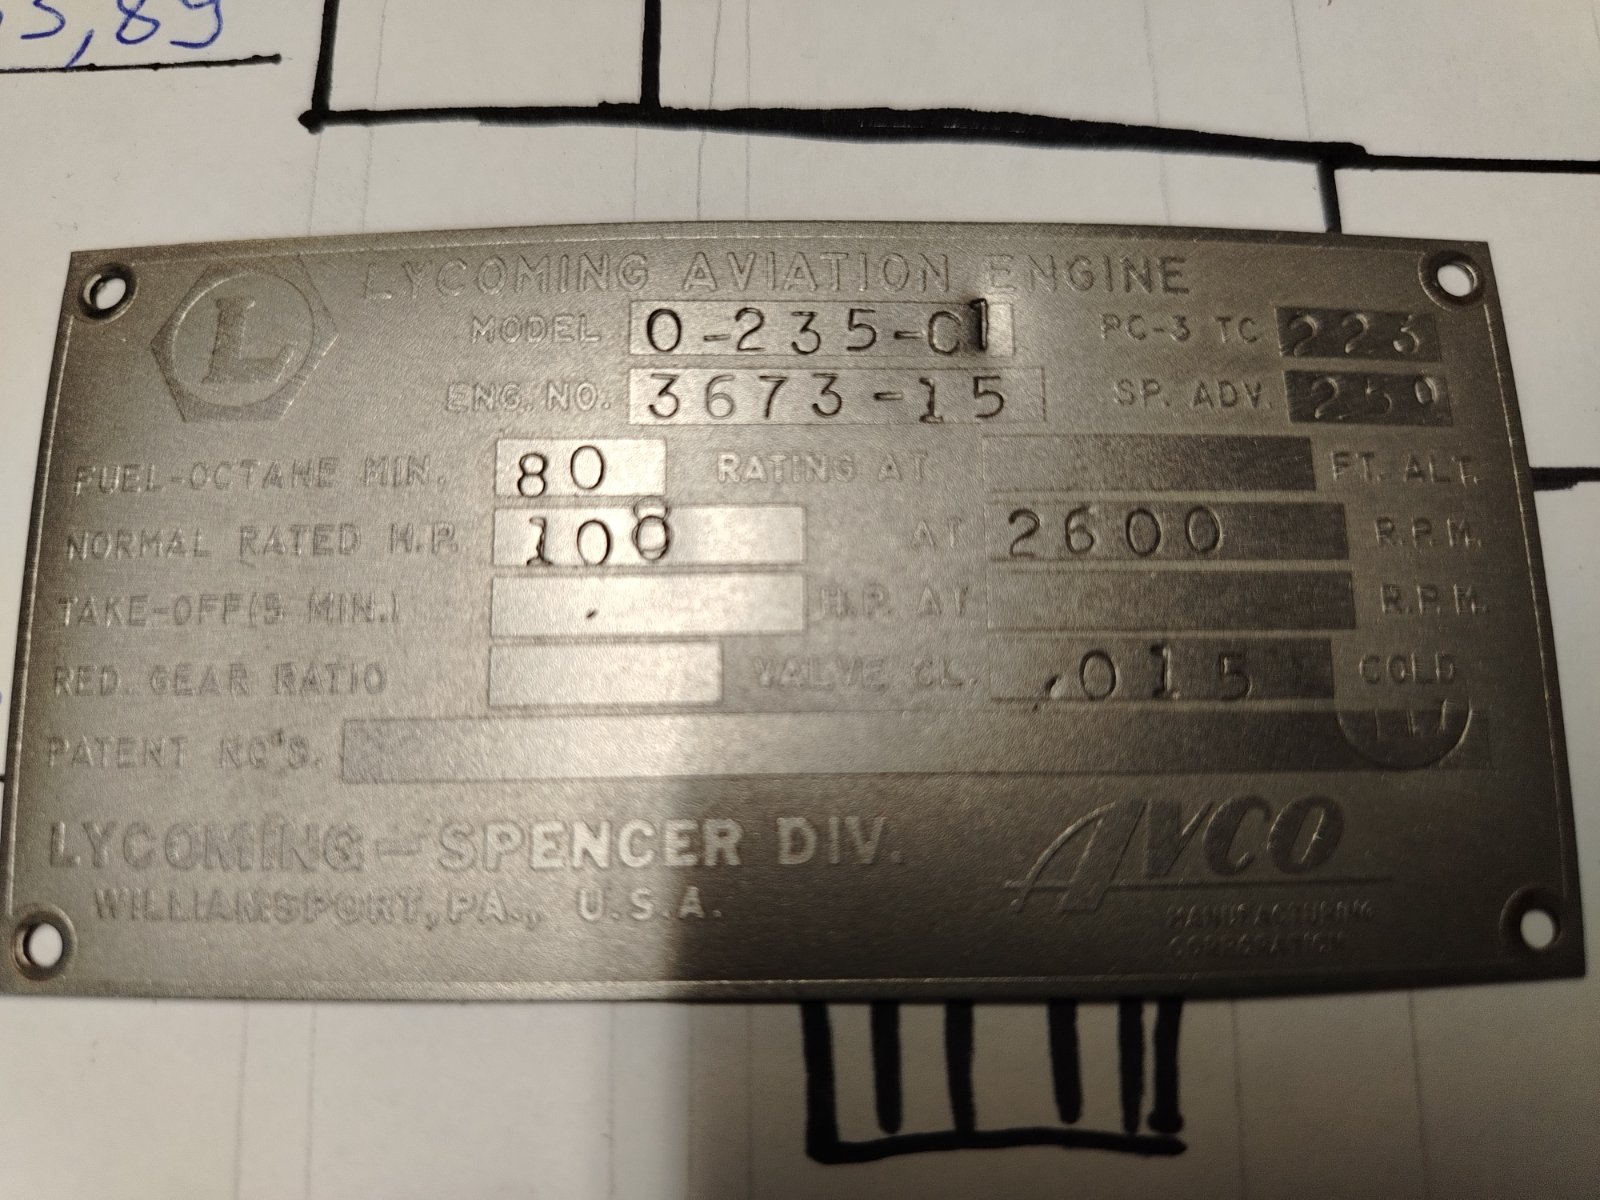 5,89
LYCOMING AVIATION ENGINE
L
MODEL O-235-C1 PC-3 TC 223
ENG. NO. 3673-15 SP. ADV. 250
FUEL-OCTANE MIN. 80 RATING AT FT. ALT.
NORMAL RATED H.P. 108 AT 2600 R.P.M.
TAKE-OFF (5 MIN.) H.P. AT R.P.M.
RED. GEAR RATIO VALVE CL. .015 COLD
PATENT NO'S.
LYCOMING-SPENCER DIV.
WILLIAMSPORT, PA., U.S.A.
AVCO
MANUFACTURING
CORPORATION